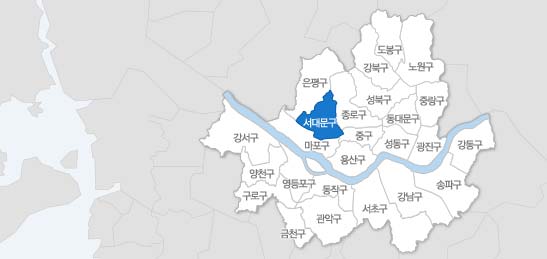 도봉구
강북구
노원구
은평구
성북구
중랑구
서대문구
종로구
동대문구
강서구
마포구
중구
성동구
광진구
강동구
용산구
양천구
영등포구
동작구
강남구
송파구
구로구
서초구
관악구
금천구